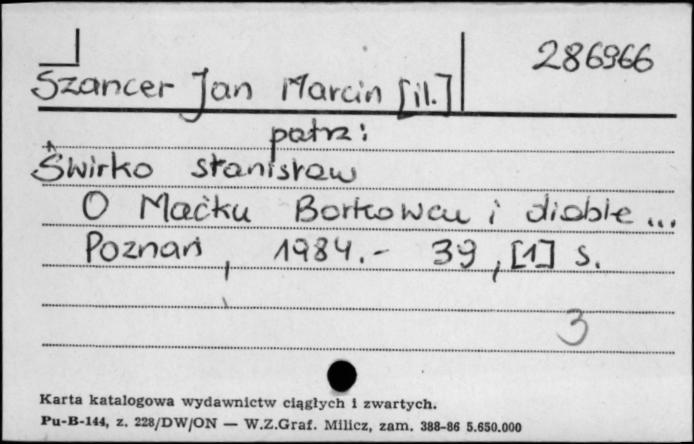 286966
Szancer Jan Marcin [il.]
patrz:
Świrko Stanisław
O Maćku Borkowcu i diable...
Poznań, 1984.- 39, [1] s.
3
Karta katalogowa wydawnictw ciągłych i zwartych.
Pu-B-144, z. 228/DW/ON — W.Z.Graf. Milicz, zam. 388-86 5.650.000